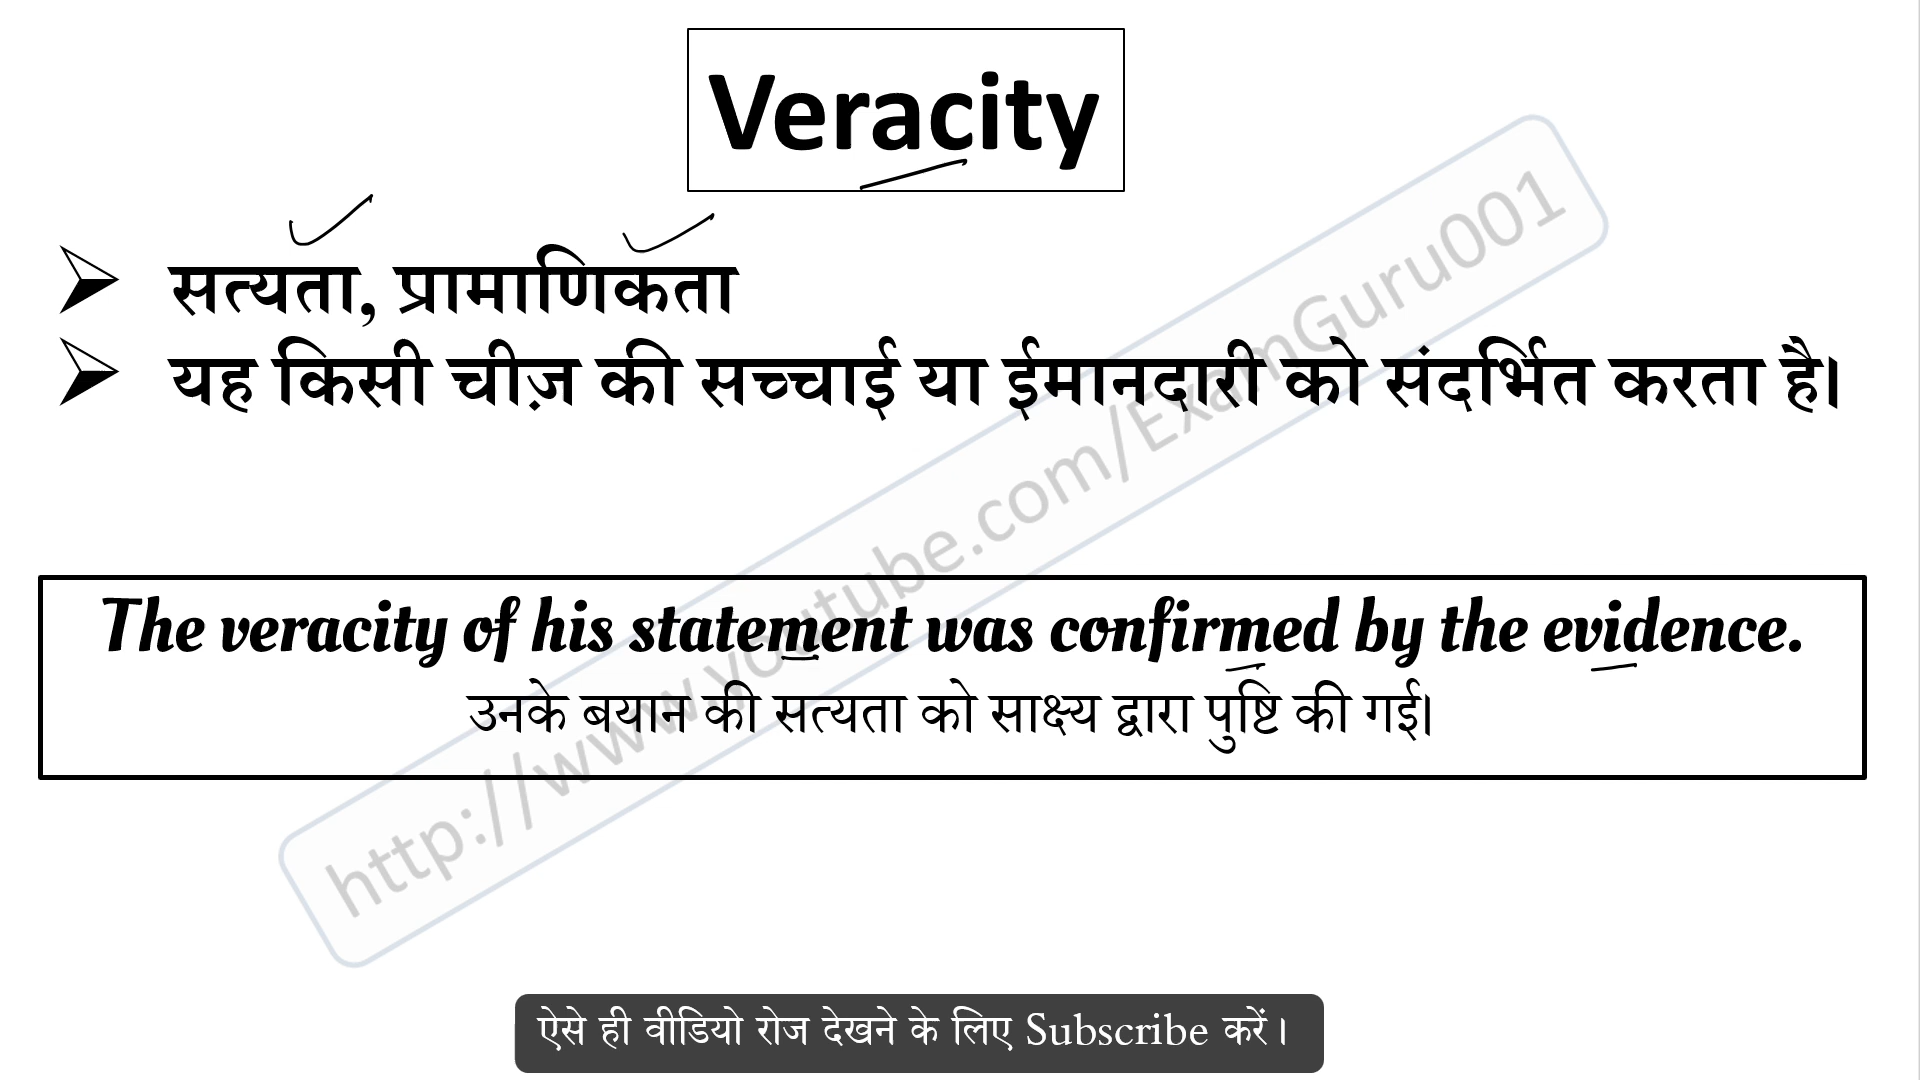 Veracity
सत्यता, प्रामाणिकता
यह किसी चीज़ की सच्चाई या ईमानदारी को संदर्भित करता है।
The veracity of his statement was confirmed by the evidence.
उनके बयान की सत्यता को साक्ष्य द्वारा पुष्टि की गई।
http://www.youtube.com/ExamGuru001
ऐसे ही वीडियो रोज देखने के लिए Subscribe करें।